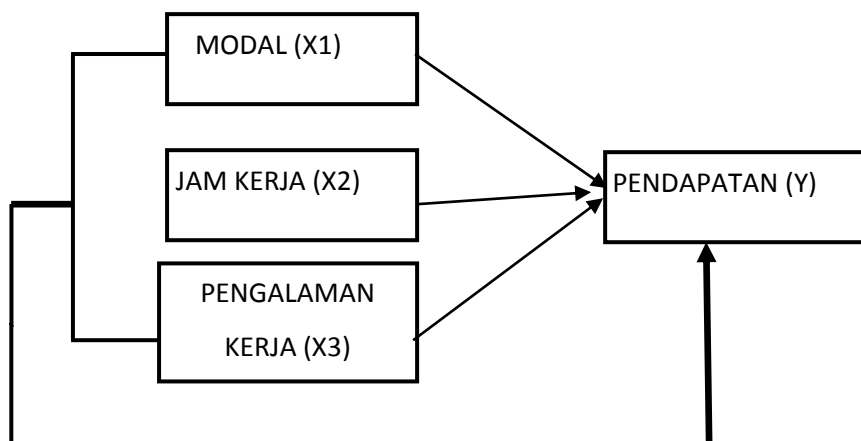 MODAL (X1)
JAM KERJA (X2)
PENDAPATAN (Y)
PENGALAMAN
KERJA (X3)